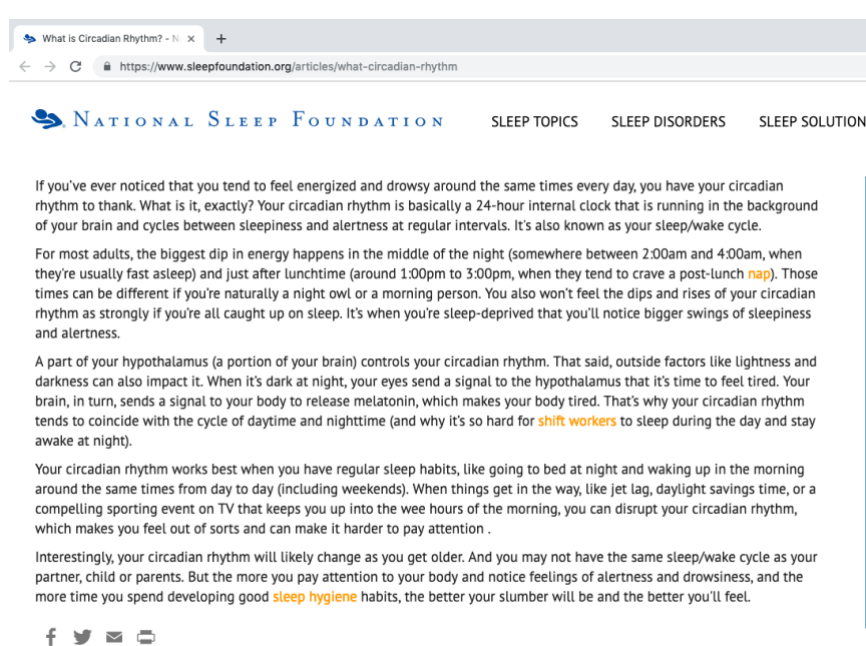 What is Circadian Rhythm? - N
https://www.sleepfoundation.org/articles/what-circadian-rhythm
NATIONAL SLEEP FOUNDATION SLEEP TOPICS SLEEP DISORDERS SLEEP SOLUTION
If you've ever noticed that you tend to feel energized and drowsy around the same times every day, you have your circadian
rhythm to thank. What is it, exactly? Your circadian rhythm is basically a 24-hour internal clock that is running in the background
of your brain and cycles between sleepiness and alertness at regular intervals. It's also known as your sleep/wake cycle.
For most adults, the biggest dip in energy happens in the middle of the night (somewhere between 2:00am and 4:00am, when
they're usually fast asleep) and just after lunchtime (around 1:00pm to 3:00pm, when they tend to crave a post-lunch nap). Those
times can be different if you're naturally a night owl or a morning person. You also won't feel the dips and rises of your circadian
rhythm as strongly if you're all caught up on sleep. It's when you're sleep-deprived that you'll notice bigger swings of sleepiness
and alertness.
A part of your hypothalamus (a portion of your brain) controls your circadian rhythm. That said, outside factors like lightness and
darkness can also impact it. When it's dark at night, your eyes send a signal to the hypothalamus that it's time to feel tired. Your
brain, in turn, sends a signal to your body to release melatonin, which makes your body tired. That's why your circadian rhythm
tends to coincide with the cycle of daytime and nighttime (and why it's so hard for shift workers to sleep during the day and stay
awake at night).
Your circadian rhythm works best when you have regular sleep habits, like going to bed at night and waking up in the morning
around the same times from day to day (including weekends). When things get in the way, like jet lag, daylight savings time, or a
compelling sporting event on TV that keeps you up into the wee hours of the morning, you can disrupt your circadian rhythm,
which makes you feel out of sorts and can make it harder to pay attention .
Interestingly, your circadian rhythm will likely change as you get older. And you may not have the same sleep/wake cycle as your
partner, child or parents. But the more you pay attention to your body and notice feelings of alertness and drowsiness, and the
more time you spend developing good sleep hygiene habits, the better your slumber will be and the better you'll feel.